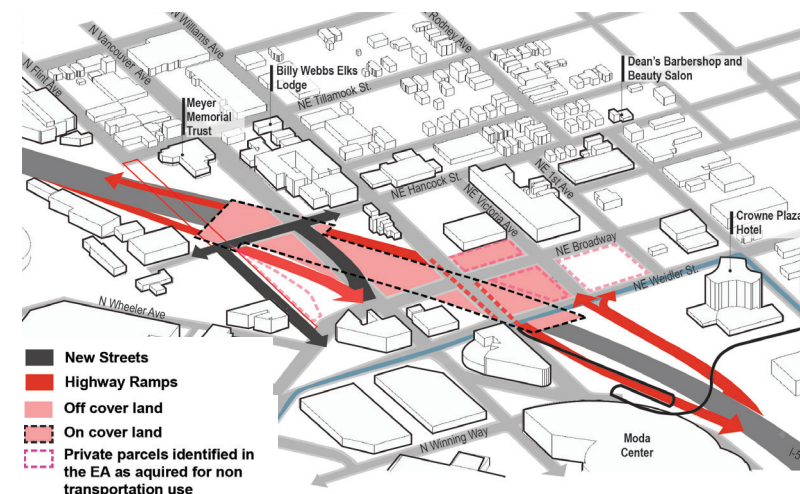 N Williams Ave
N Vancouver Ave
N Flint Ave
Rodney Ave
Billy Webbs Elks
Lodge
Dean's Barbershop and
Beauty Salon
NE Tillamook St.
Meyer
Memorial
Trust
NE Hancock St.
NE 1st Ave
NE Victoria Ave
Crowne Plaza
Hotel
NE Broadway
NE Weidler St.
N Wheeler Ave
New Streets
Highway Ramps
Off cover land
On cover land
Private parcels identified in
the EA as aquired for non
transportation use
N Winning Way
Moda
Center
I-5